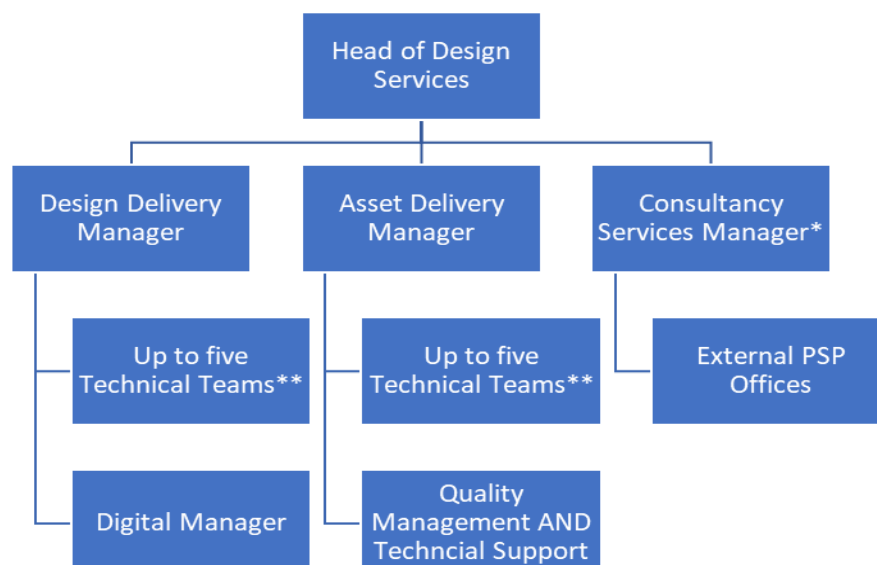 Head of Design
Services
Design Delivery
Manager
Asset Delivery
Manager
Consultancy
Services Manager*
Up to five
Technical Teams**
Up to five
Technical Teams**
External PSP
Offices
Digital Manager
Quality
Management AND
Techncial Support